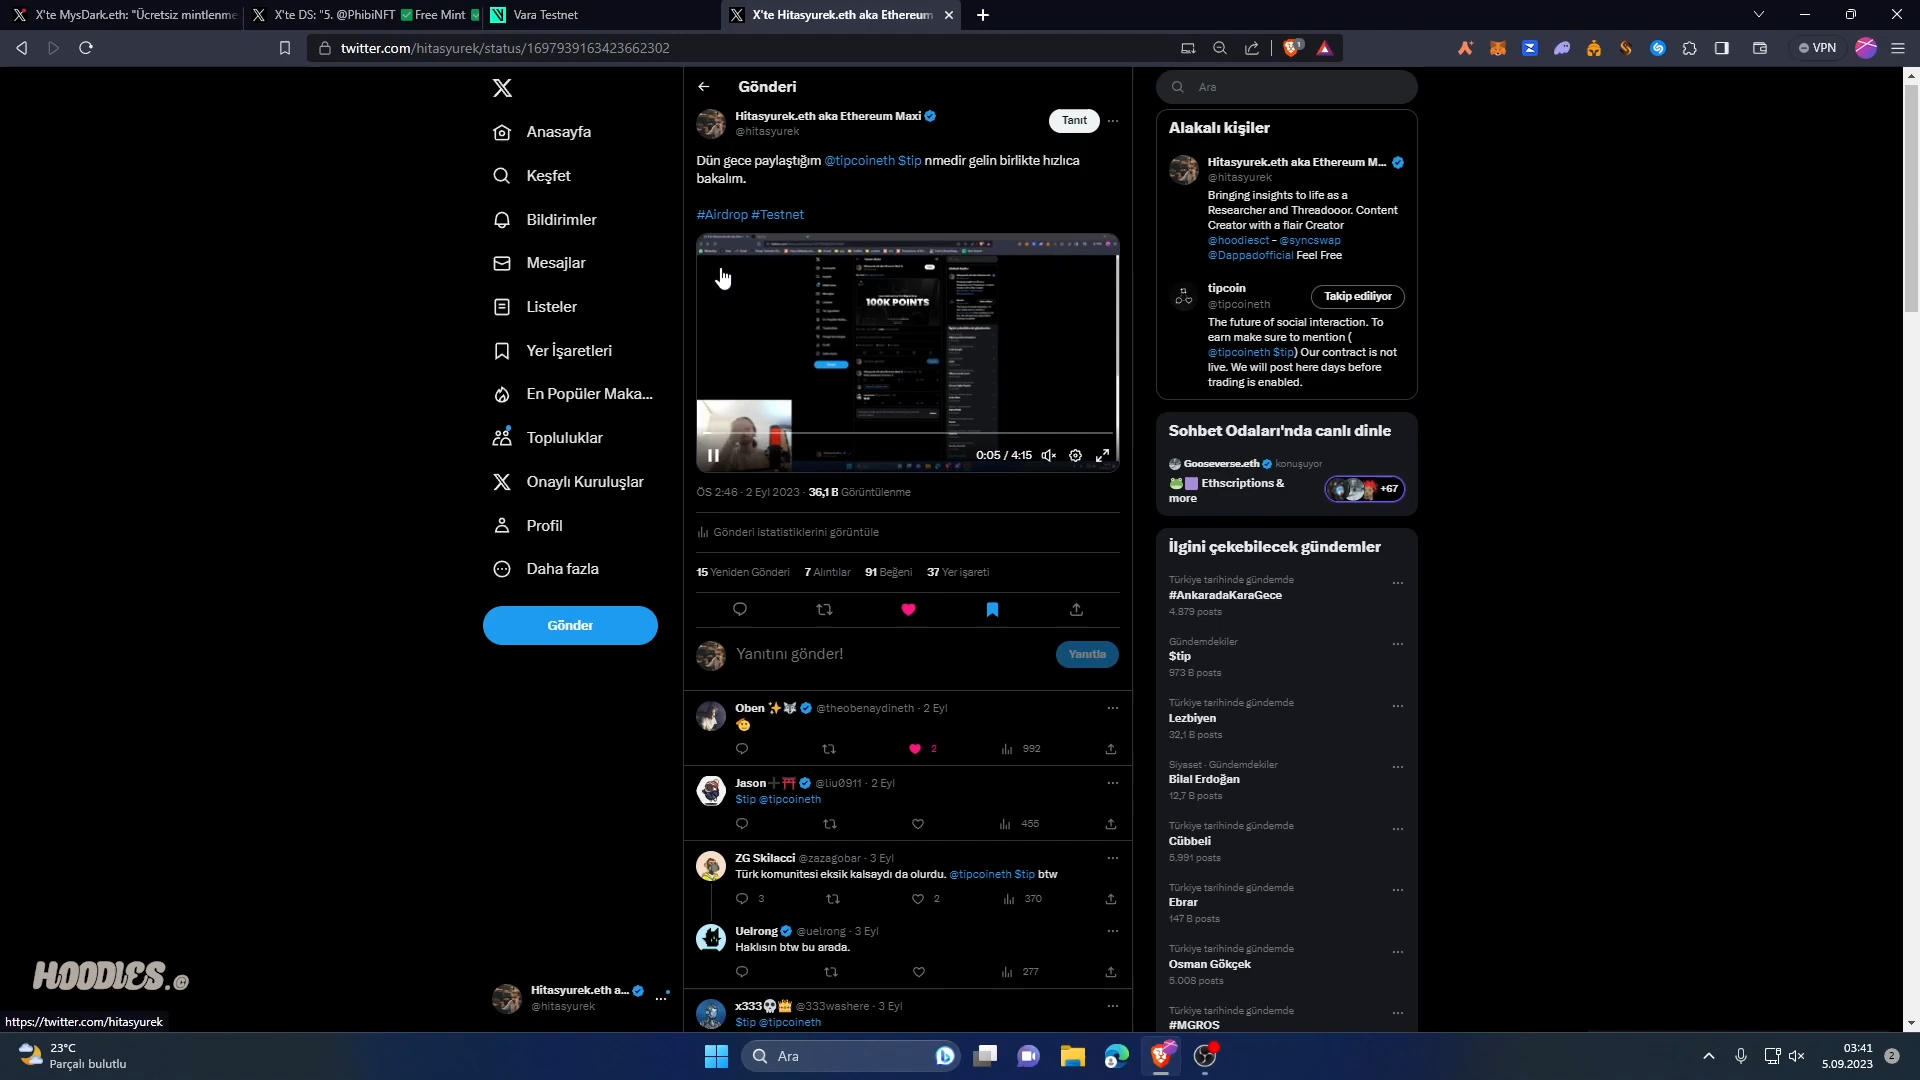 X'te MysDark.eth: "Ücretsiz mintlenme
X'te DS: "5. @PhibiNFT ✅Free Mint ✅
Vara Testnet
X'te Hitasyurek.eth aka Ethereum
twitter.com/hitasyurek/status/1697939163423662302
VPN
Anasayfa
Keşfet
Bildirimler
Mesajlar
Listeler
Yer İşaretleri
En Popüler Maka...
Topluluklar
Onaylı Kuruluşlar
Profil
Daha fazla
Gönder
Hitasyurek.eth a...
@hitasyurek
HOODIES.©
https://twitter.com/hitasyurek
Gönderi
Hitasyurek.eth aka Ethereum Maxi
@hitasyurek
Tanıt
Dün gece paylaştığım @tipcoineth $tip nmedir gelin birlikte hızlıca
bakalım.
#Airdrop #Testnet
100K POINTS
0:05 / 4:15
ÖS 2:46 · 2 Eyl 2023 · 36,1 B Görüntülenme
Gönderi istatistiklerini görüntüle
15 Yeniden Gönderi 7 Alıntılar 91 Beğeni 37 Yer işareti
Yanıtını gönder!
Yanıtla
Oben ✨🐺 @theobenaydineth · 2 Eyl
🫡
2 992
Jason➕⛩ @liu0911 · 2 Eyl
$tip @tipcoineth
455
ZG Skilacci @zazagobar · 3 Eyl
Türk komunitesi eksik kalsaydı da olurdu. @tipcoineth $tip btw
3 2 370
Uelrong @uelrong · 3 Eyl
Haklısın btw bu arada.
277
x333💀👑 @333washere · 3 Eyl
$tip @tipcoineth
Ara
Alakalı kişiler
Hitasyurek.eth aka Ethereum M...
@hitasyurek
Bringing insights to life as a
Researcher and Threadooor. Content
Creator with a flair Creator
@hoodiesct - @syncswap
@Dappadofficial Feel Free
tipcoin
@tipcoineth
Takip ediliyor
The future of social interaction. To
earn make sure to mention (
@tipcoineth $tip) Our contract is not
live. We will post here days before
trading is enabled.
Sohbet Odaları'nda canlı dinle
Gooseverse.eth konuşuyor
🐸🟪 Ethscriptions &
more
+67
İlgini çekebilecek gündemler
Türkiye tarihinde gündemde
#AnkaradaKaraGece
4.879 posts
Gündemdekiler
$tip
973 B posts
Türkiye tarihinde gündemde
Lezbiyen
32,1 B posts
Siyaset · Gündemdekiler
Bilal Erdoğan
12,7 B posts
Türkiye tarihinde gündemde
Cübbeli
5.991 posts
Türkiye tarihinde gündemde
Ebrar
147 B posts
Türkiye tarihinde gündemde
Osman Gökçek
5.008 posts
Türkiye tarihinde gündemde
#MGROS
23°C
Parçalı bulutlu
Ara
03:41
5.09.2023
2